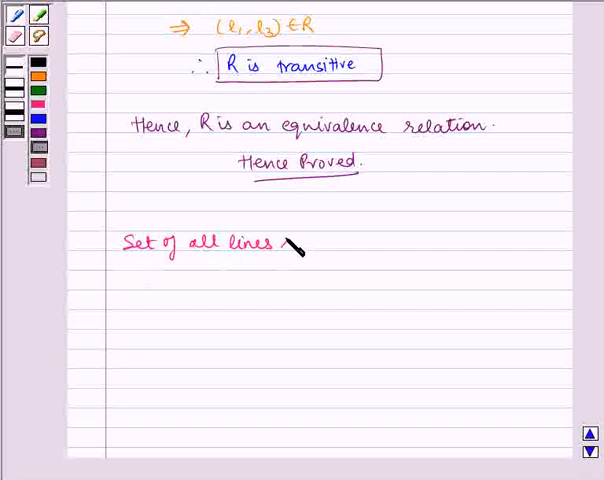 ⇒ (l₁, l₃) ∈ R
∴ R is transitive
Hence, R is an equivalence relation.
Hence Proved.
Set of all lines